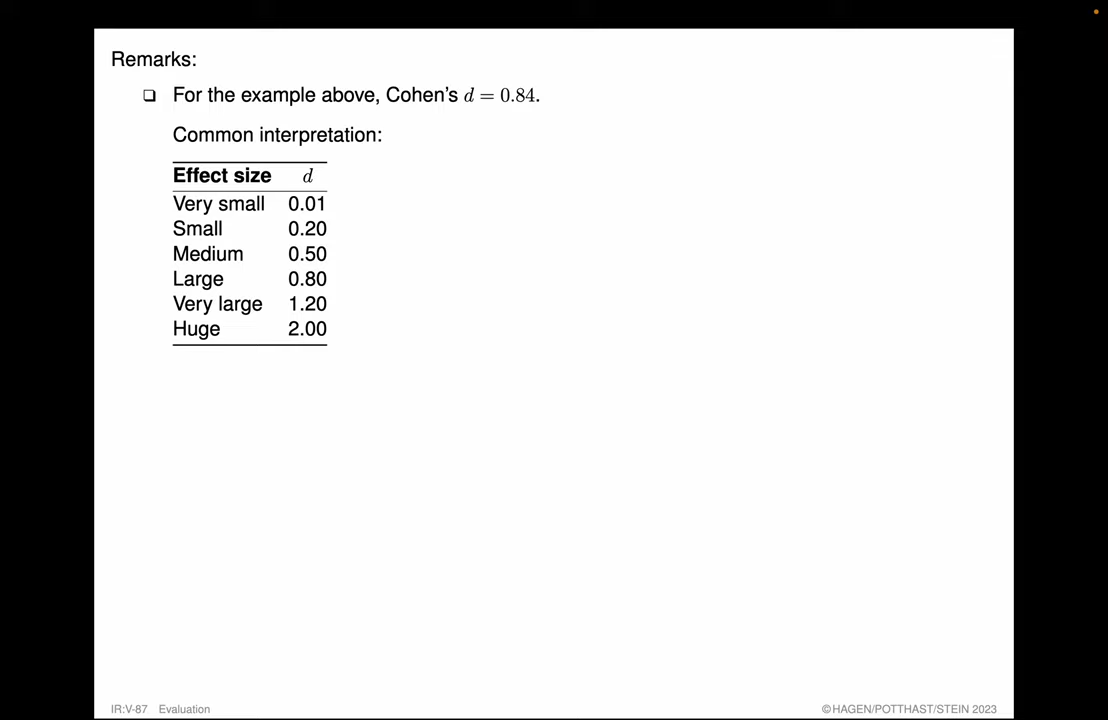 Remarks:
❑ For the example above, Cohen's d = 0.84.
Common interpretation:
Effect size d
Very small 0.01
Small 0.20
Medium 0.50
Large 0.80
Very large 1.20
Huge 2.00
IR:V-87 Evaluation ©HAGEN/POTTHAST/STEIN 2023